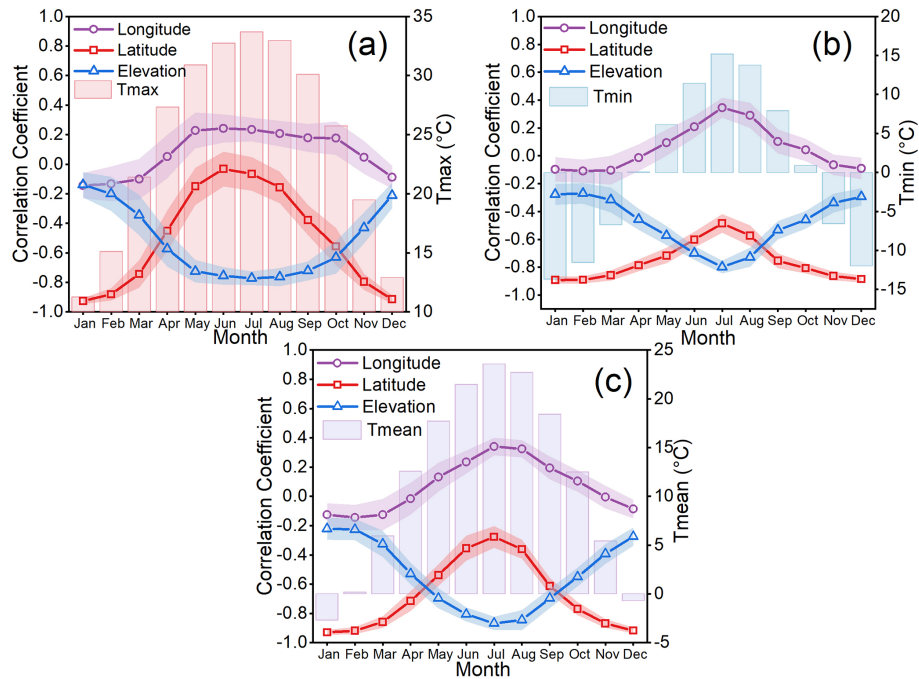 (a)
Longitude
Latitude
Elevation
Tmax
Correlation Coefficient
1.0
0.8
0.6
0.4
0.2
0.0
-0.2
-0.4
-0.6
-0.8
-1.0
Jan Feb Mar Apr May Jun Jul Aug Sep Oct Nov Dec
Month
35
30
25
20
15
10
Tmax (°C)
(b)
Longitude
Latitude
Elevation
Tmin
Correlation Coefficient
1.0
0.8
0.6
0.4
0.2
0.0
-0.2
-0.4
-0.6
-0.8
-1.0
Jan Feb Mar Apr May Jun Jul Aug Sep Oct Nov Dec
Month
20
15
10
5
0
-5
-10
-15
Tmin (°C)
(c)
Longitude
Latitude
Elevation
Tmean
Correlation Coefficient
1.0
0.8
0.6
0.4
0.2
0.0
-0.2
-0.4
-0.6
-0.8
-1.0
Jan Feb Mar Apr May Jun Jul Aug Sep Oct Nov Dec
Month
25
20
15
10
5
0
-5
Tmean (°C)